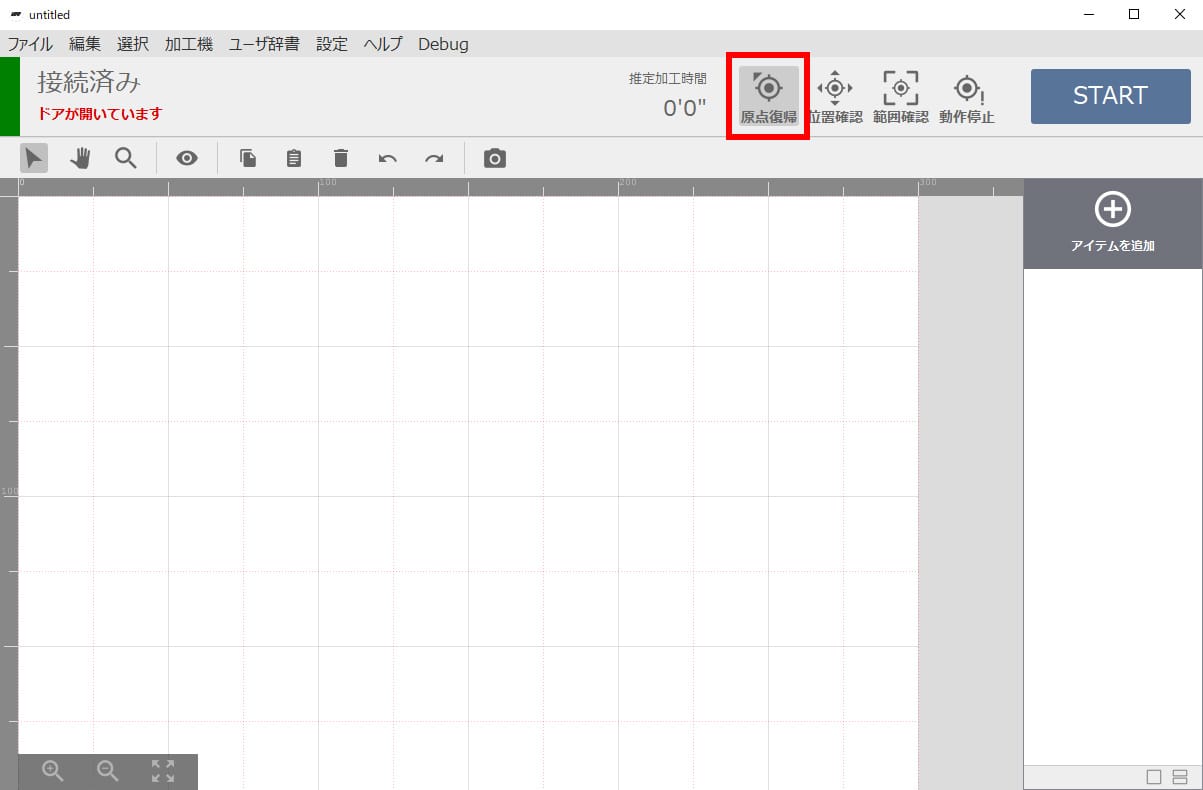 untitled
ファイル 編集 選択 加工機 ユーザ辞書 設定 ヘルプ Debug
接続済み
ドアが開いています
推定加工時間
0'0"
原点復帰 位置確認 範囲確認 動作停止
START
0 100 200 300
アイテムを追加
100